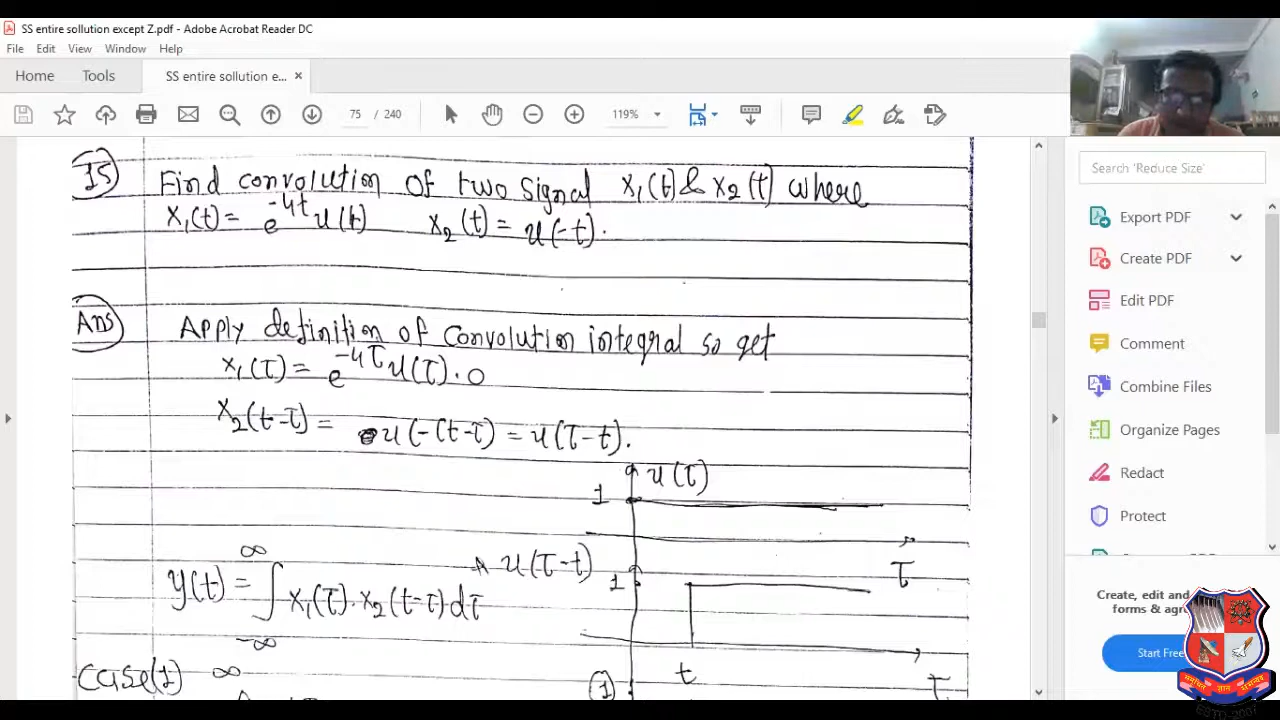 SS entire sollution except Z.pdf - Adobe Acrobat Reader DC
File Edit View Window Help
Home Tools SS entire sollution e... ×
75 / 240 119%
Search 'Reduce Size'
Export PDF
Create PDF
Edit PDF
Comment
Combine Files
Organize Pages
Redact
Protect
Create, edit and
forms & ag
Start Free
15 Find convolution of two signal x₁(t) & x₂(t) where
x₁(t) = e^-4t u(t) x₂(t) = u(-t).
Ans Apply definition of convolution integral so get
x₁(τ) = e^-4τ u(τ). 0
x₂(t-τ) = u(-(t-τ) = u(τ-t).
1 u(τ)
τ
u(τ-t) 1
y(t) = ∫ ∞ -∞ x₁(τ). x₂(t-τ) dτ
t τ
case(1) ∞ (1)